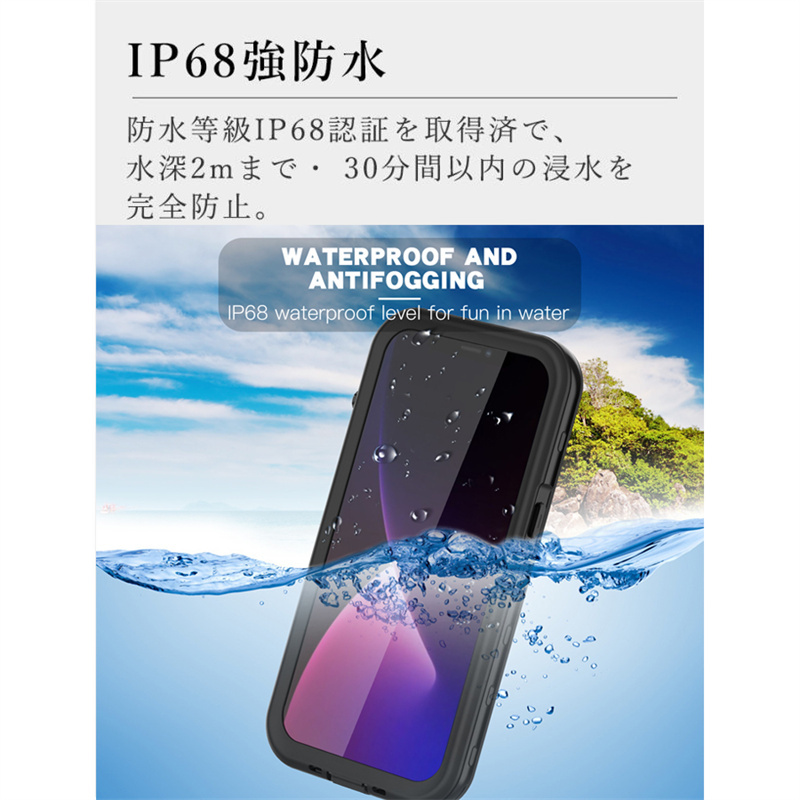 IP68強防水
防水等級IP68認証を取得済で、
水深2mまで・ 30分間以内の浸水を
完全防止。
WATERPROOF AND
ANTIFOGGING
IP68 waterproof level for fun in water